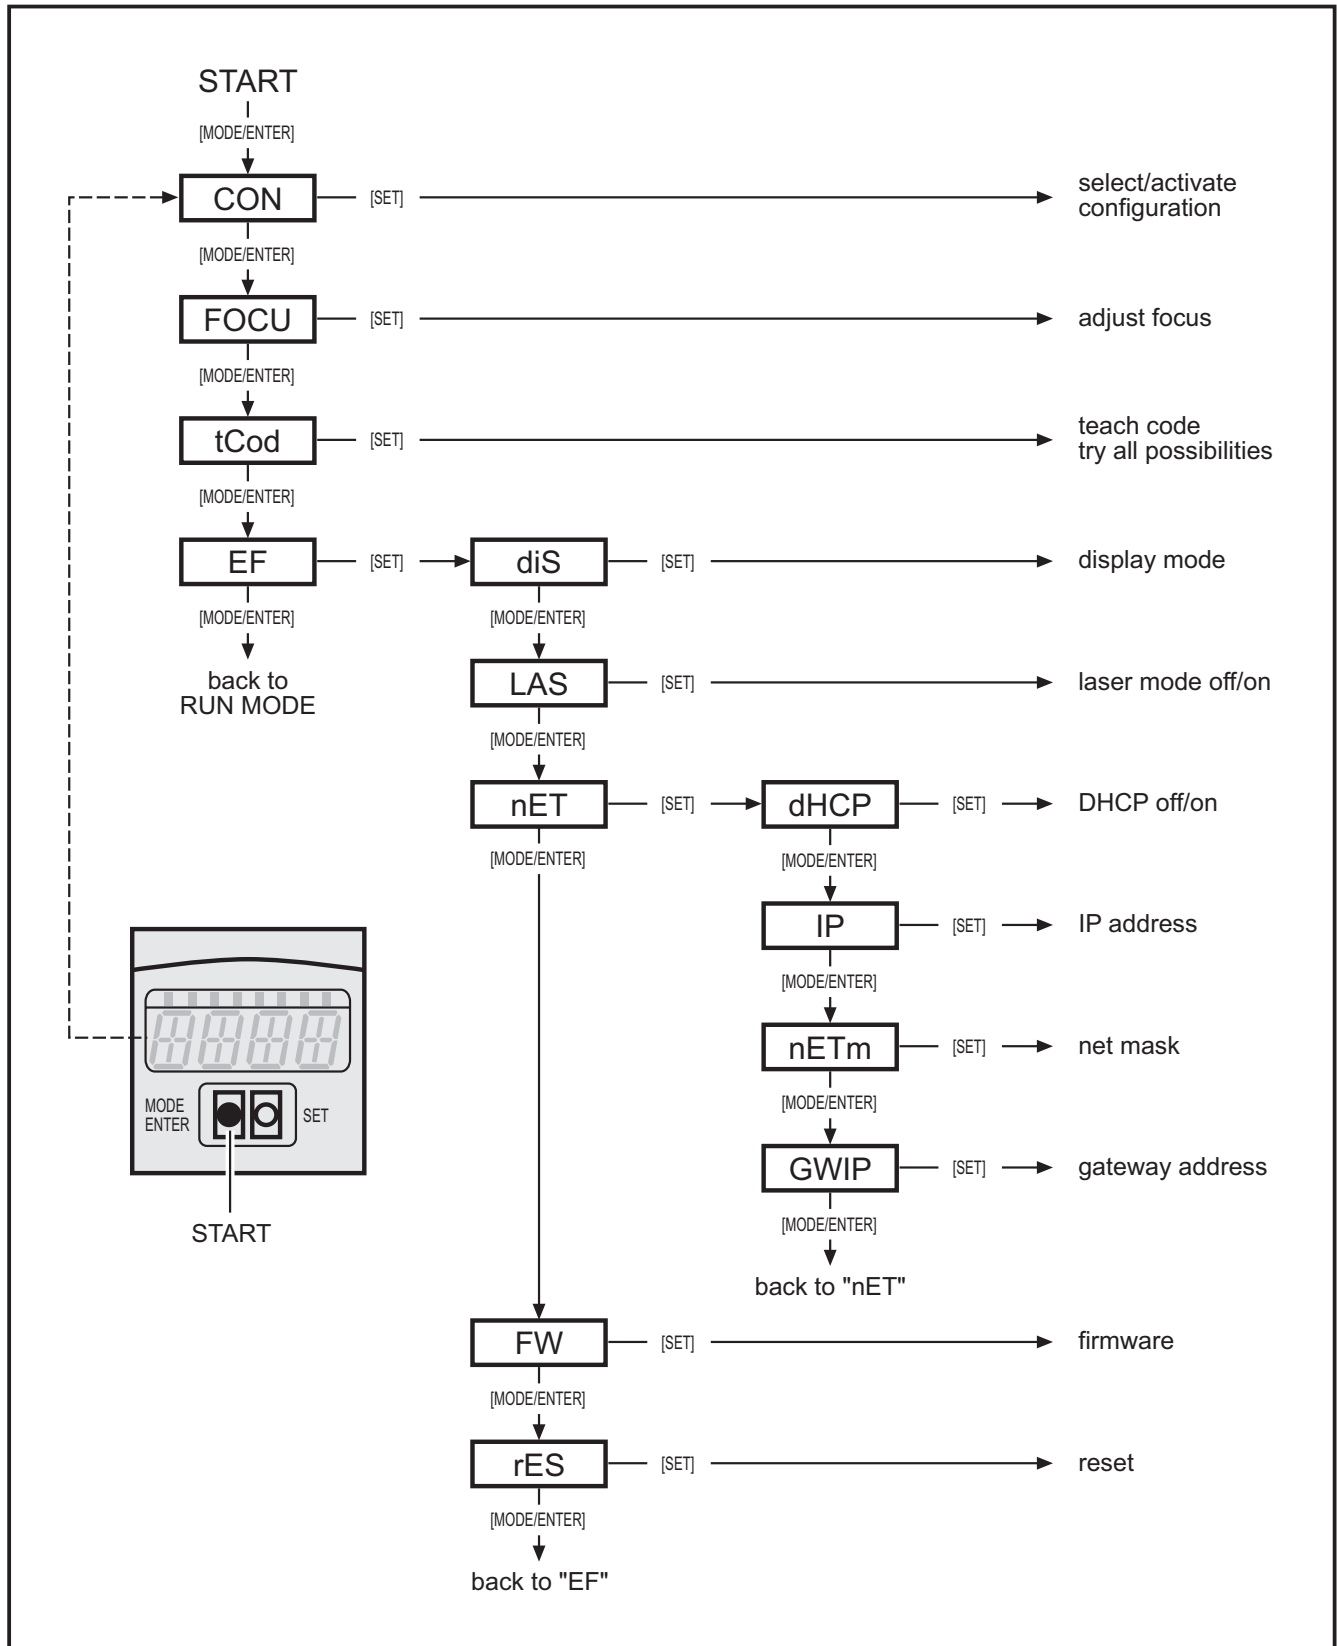 START
[MODE/ENTER]
CON
[SET]
select/activate
configuration
[MODE/ENTER]
FOCU
[SET]
adjust focus
[MODE/ENTER]
tCod
[SET]
teach code
try all possibilities
[MODE/ENTER]
EF
[SET]
diS
[SET]
display mode
[MODE/ENTER]
[MODE/ENTER]
back to
RUN MODE
LAS
[SET]
laser mode off/on
[MODE/ENTER]
nET
[SET]
dHCP
[SET]
DHCP off/on
[MODE/ENTER]
[MODE/ENTER]
IP
[SET]
IP address
[MODE/ENTER]
nETm
[SET]
net mask
[MODE/ENTER]
GWIP
[SET]
gateway address
[MODE/ENTER]
back to "nET"
MODE
ENTER
SET
START
FW
[SET]
firmware
[MODE/ENTER]
rES
[SET]
reset
[MODE/ENTER]
back to "EF"